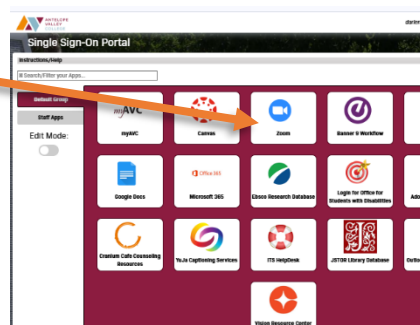 ANTELOPE
VALLEY
COLLEGE
Single Sign-On Portal
Instructions/Help
Search/Filter your Apps...
Default Group
Staff Apps
Edit Mode:
myAVC
myAVC
Canvas
Zoom
Banner & Workflow
Google Docs
Office 365
Microsoft 365
Ebsco Research Database
Login for Office for
Students with Disabilities
Cranium Cafe Counseling
Resources
YuJa Captioning Services
ITS HelpDesk
JSTOR
JSTOR Library Database
Vision Resource Center